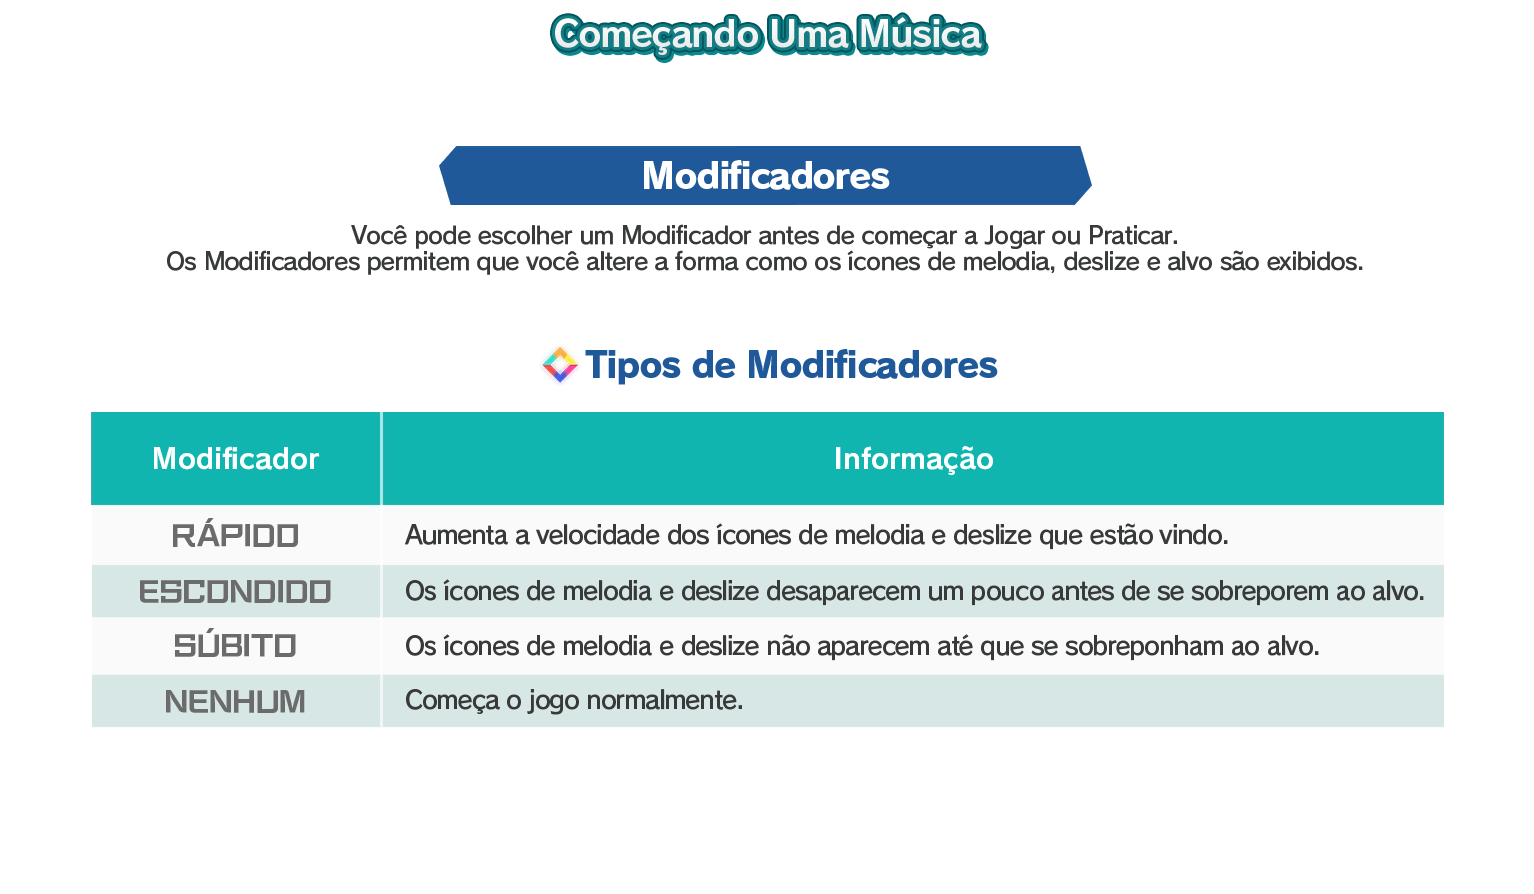 Começando Uma Música
Modificadores
Você pode escolher um Modificador antes de começar a Jogar ou Praticar.
Os Modificadores permitem que você altere a forma como os ícones de melodia, deslize e alvo são exibidos.
Tipos de Modificadores
Modificador Informação
RÁPIDO Aumenta a velocidade dos ícones de melodia e deslize que estão vindo.
ESCONDIDO Os ícones de melodia e deslize desaparecem um pouco antes de se sobreporem ao alvo.
SÚBITO Os ícones de melodia e deslize não aparecem até que se sobreponham ao alvo.
NENHUM Começa o jogo normalmente.